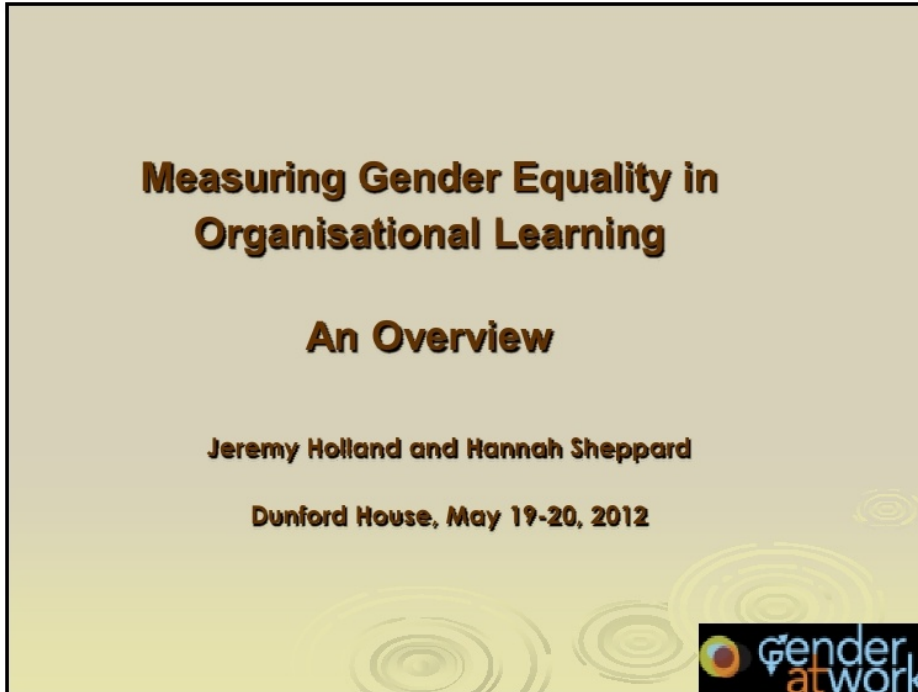 Measuring Gender Equality in
Organisational Learning
An Overview
Jeremy Holland and Hannah Sheppard
Dunford House, May 19-20, 2012
gender
at work